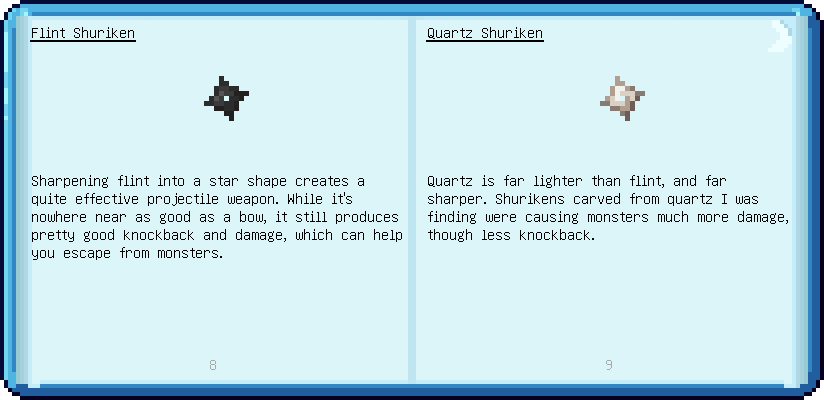 Flint Shuriken
Sharpening flint into a star shape creates a
quite effective projectile weapon. While it's
nowhere near as good as a bow, it still produces
pretty good knockback and damage, which can help
you escape from monsters.
8
Quartz Shuriken
Quartz is far lighter than flint, and far
sharper. Shurikens carved from quartz I was
finding were causing monsters much more damage,
though less knockback.
9